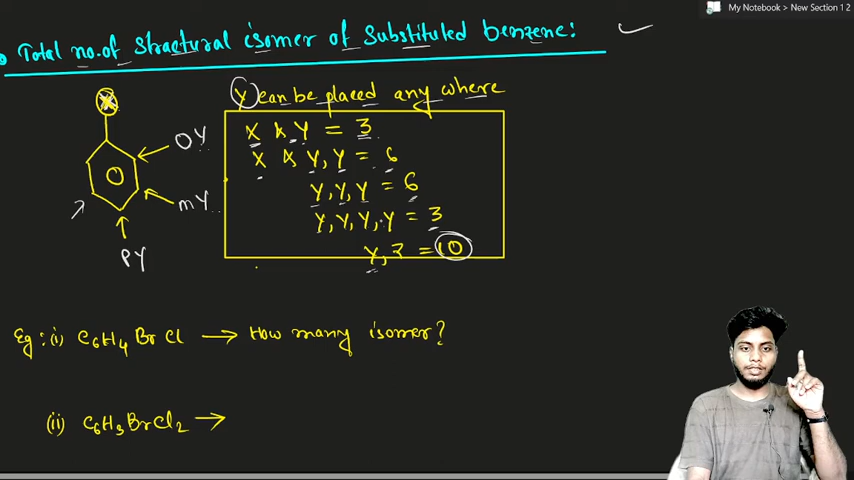 My Notebook > New Section 1 2
Total no.of structural isomer of substituted benzene:
X
Y can be placed any where
OY
mY
PY
X & Y = 3
X & Y, Y = 6
Y, Y, Y = 6
Y, Y, Y, Y = 3
Y, Z = 10
Eg: (i) C6H4 Br Cl → How many isomer?
(ii) C6H3BrCl2 →